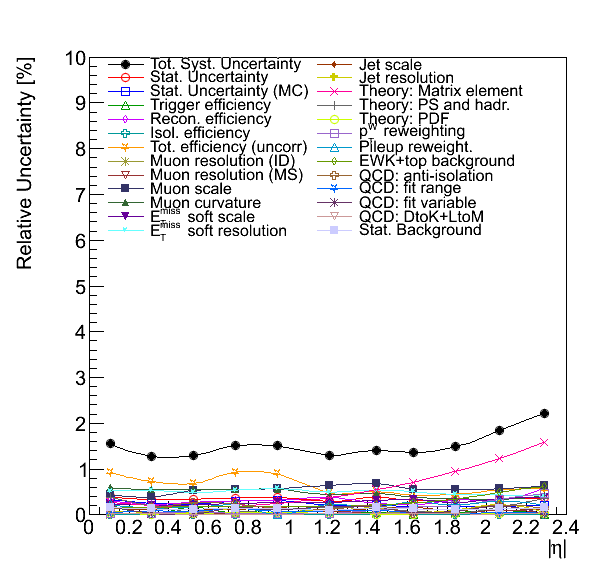 Relative Uncertainty [%]
10
9
8
7
6
5
4
3
2
1
0
Tot. Syst. Uncertainty
Stat. Uncertainty
Stat. Uncertainty (MC)
Trigger efficiency
Recon. efficiency
Isol. efficiency
Tot. efficiency (uncorr)
Muon resolution (ID)
Muon resolution (MS)
Muon scale
Muon curvature
E_T^miss soft scale
E_T^miss soft resolution
Jet scale
Jet resolution
Theory: Matrix element
Theory: PS and hadr.
Theory: PDF
p_T^W reweighting
Pileup reweight.
EWK+top background
QCD: anti-isolation
QCD: fit range
QCD: fit variable
QCD: DtoK+LtoM
Stat. Background
0 0.2 0.4 0.6 0.8 1 1.2 1.4 1.6 1.8 2 2.2 2.4
|η|